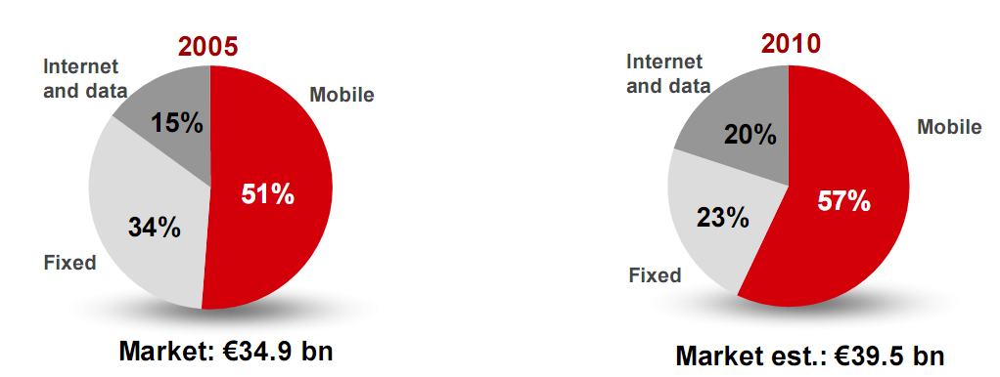 2005
Internet
and data
Mobile
15%
51%
34%
Fixed
Market: €34.9 bn
2010
Internet
and data
Mobile
20%
57%
23%
Fixed
Market est.: €39.5 bn